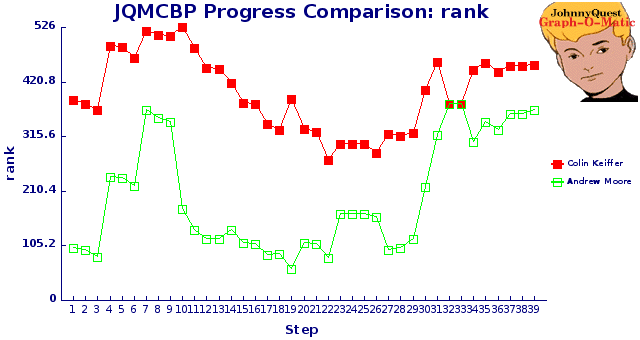 JQMCBP Progress Comparison: rank
JohnnyQuest
Graph-O-Matic
526
420.8
315.6
210.4
105.2
0
rank
Colin Keiffer
Andrew Moore
1 2 3 4 5 6 7 8 9 10 11 12 13 14 15 16 17 18 19 20 21 22 23 24 25 26 27 28 29 30 31 32 33 34 35 36 37 38 39
Step